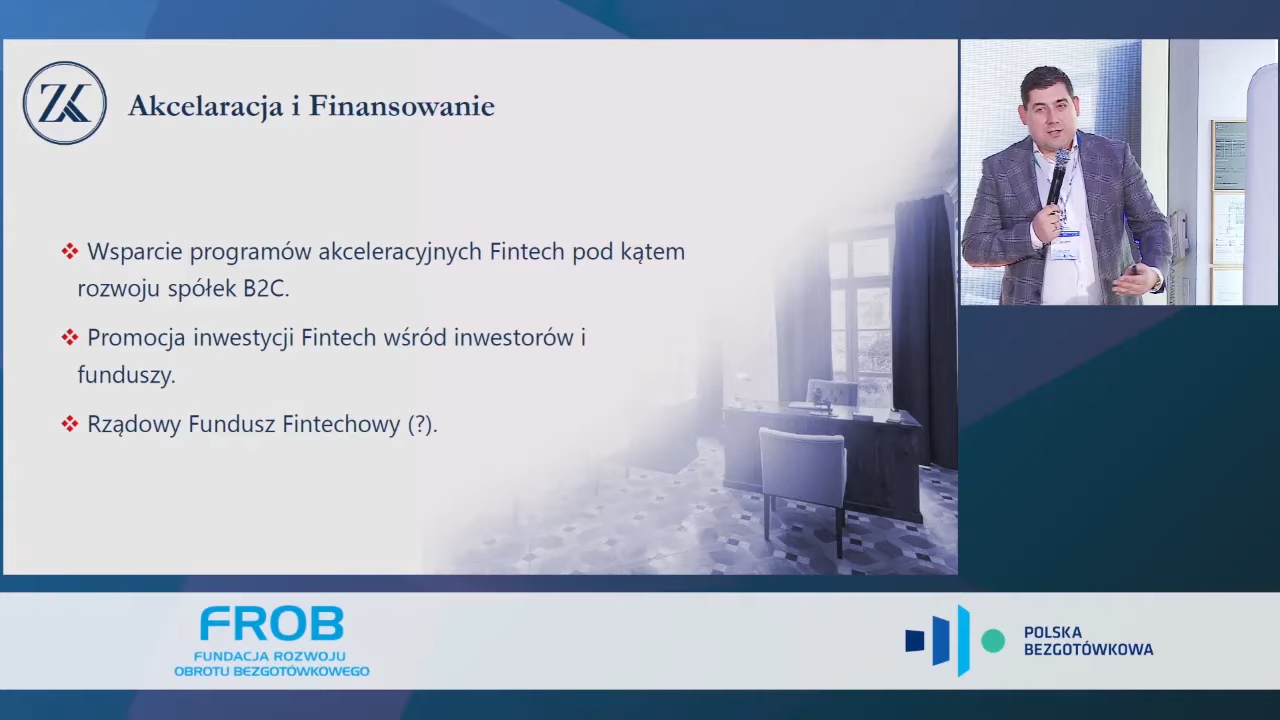 ZK
Akcelaracja i Finansowanie
Wsparcie programów akceleracyjnych Fintech pod kątem
rozwoju spółek B2C.
Promocja inwestycji Fintech wśród inwestorów i
funduszy.
Rządowy Fundusz Fintechowy (?).
FROB
FUNDACJA ROZWOJU
OBROTU BEZGOTÓWKOWEGO
POLSKA
BEZGOTÓWKOWA